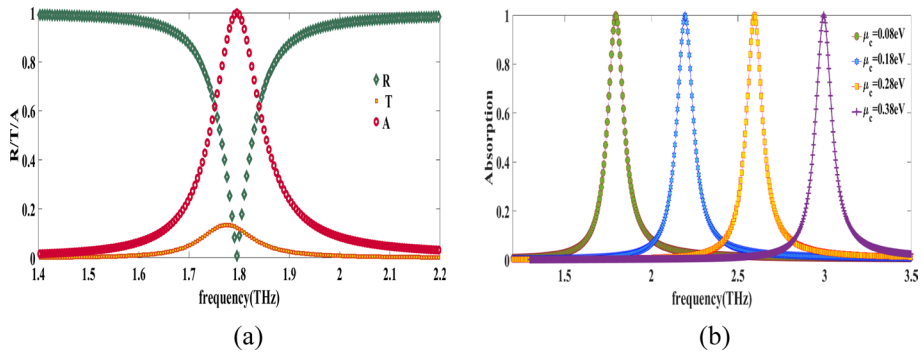 (a)
R/T/A
1
0.8
0.6
0.4
0.2
0
R
T
A
1.4 1.5 1.6 1.7 1.8 1.9 2 2.1 2.2
frequency(THz)
(a)
(b)
Absorption
1
0.8
0.6
0.4
0.2
0
μc=0.08eV
μc=0.18eV
μc=0.28eV
μc=0.38eV
1.5 2 2.5 3 3.5
frequency(THz)
(b)